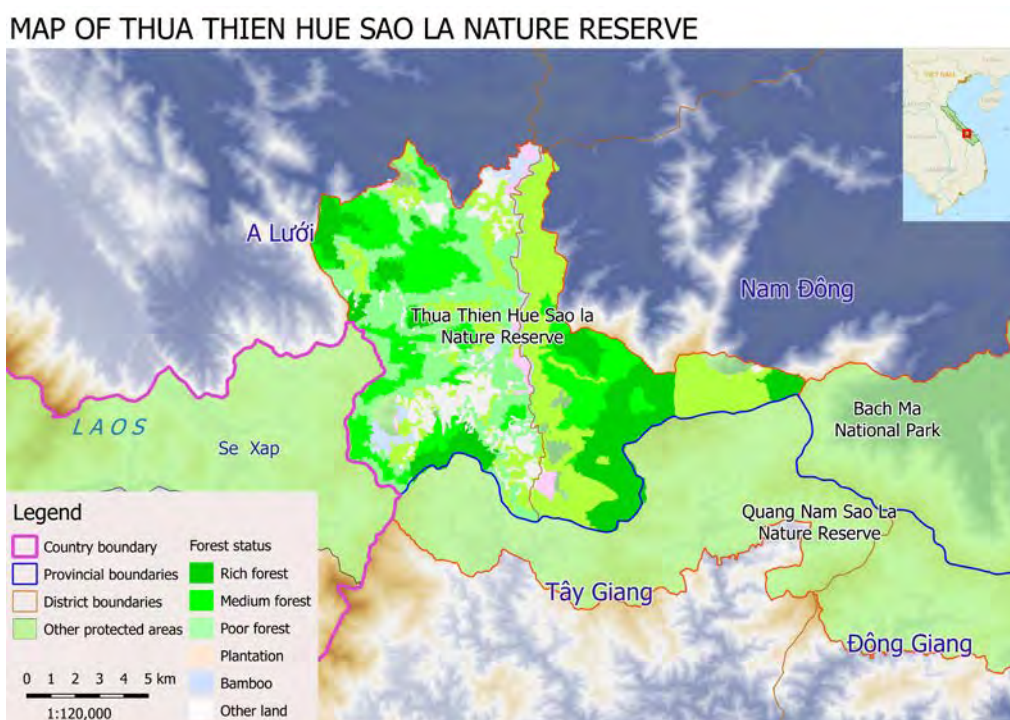 MAP OF THUA THIEN HUE SAO LA NATURE RESERVE
VIỆT NAM
A Lưới
Nam Đông
Thua Thien Hue Sao la
Nature Reserve
LAOS
Se Xap
Bach Ma
National Park
Quang Nam Sao La
Nature Reserve
Tây Giang
Đông Giang
Legend
Country boundary
Provincial boundaries
District boundaries
Other protected areas
Forest status
Rich forest
Medium forest
Poor forest
Plantation
Bamboo
Other land
0 1 2 3 4 5 km
1:120,000